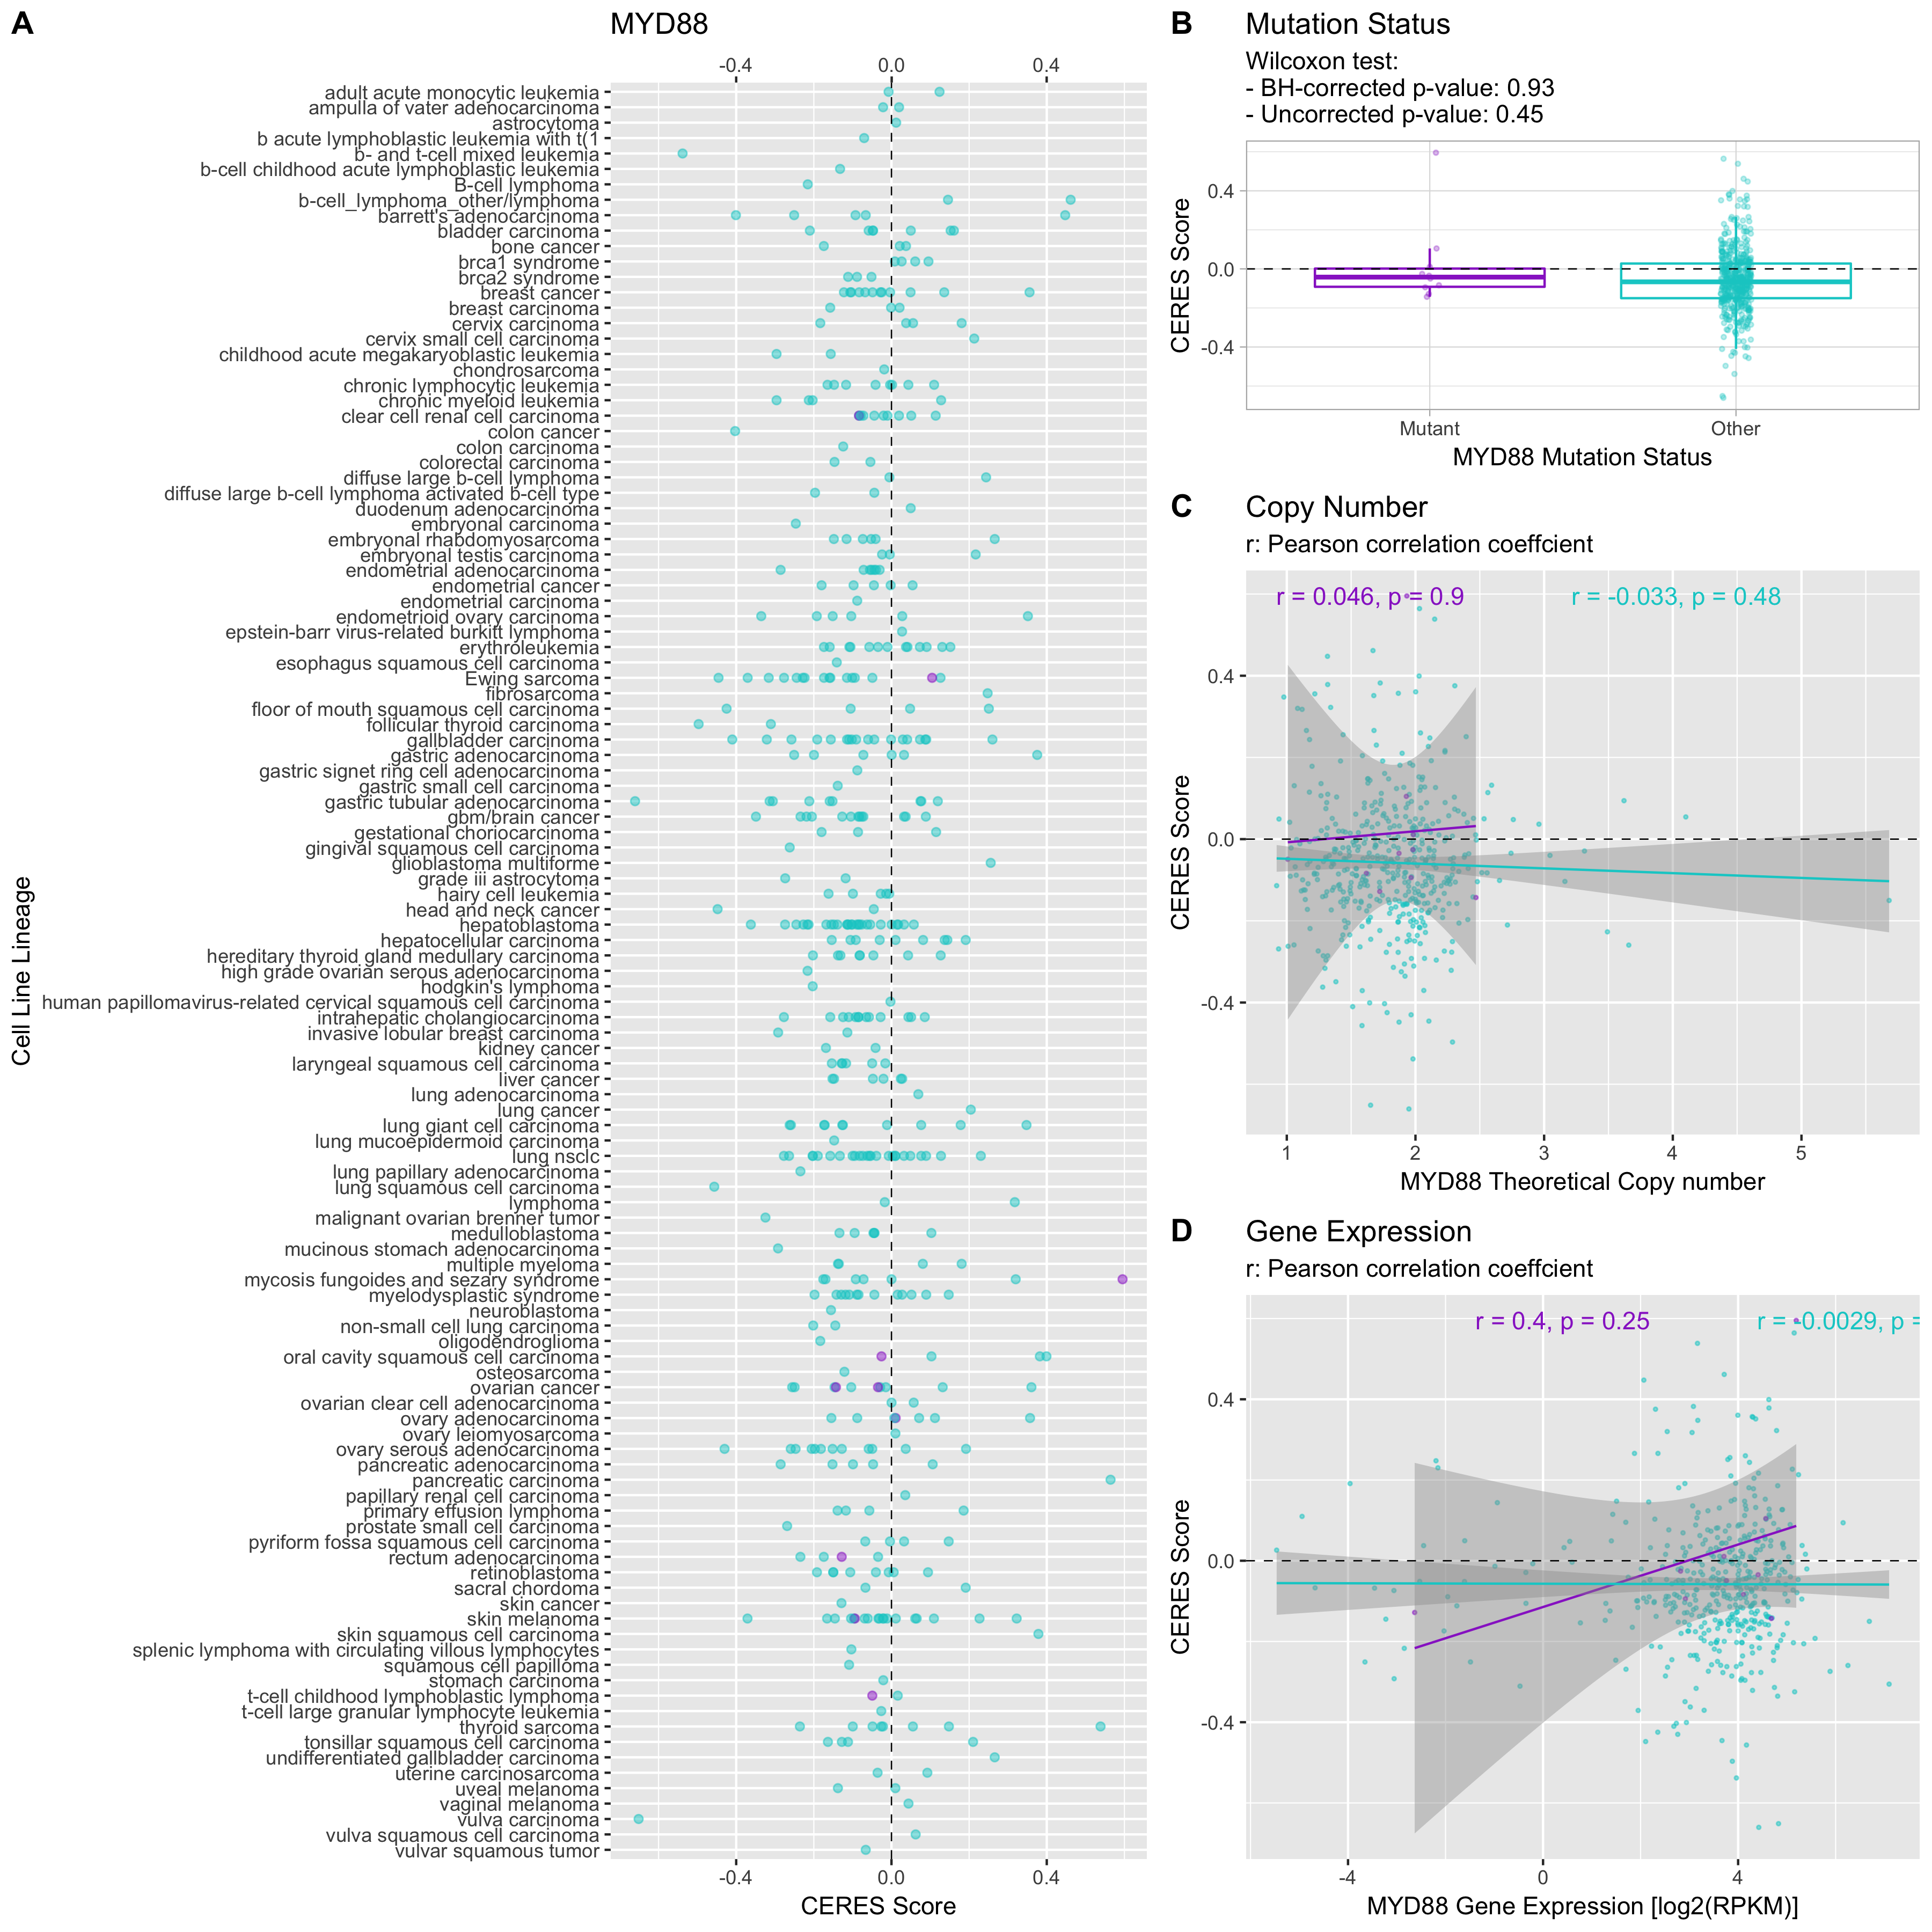 A
MYD88
-0.4 0.0 0.4
adult acute monocytic leukemia
ampulla of vater adenocarcinoma
astrocytoma
b acute lymphoblastic leukemia with t(1
b- and t-cell mixed leukemia
b-cell childhood acute lymphoblastic leukemia
B-cell lymphoma
b-cell_lymphoma_other/lymphoma
barrett's adenocarcinoma
bladder carcinoma
bone cancer
brca1 syndrome
brca2 syndrome
breast cancer
breast carcinoma
cervix carcinoma
cervix small cell carcinoma
childhood acute megakaryoblastic leukemia
chondrosarcoma
chronic lymphocytic leukemia
chronic myeloid leukemia
clear cell renal cell carcinoma
colon cancer
colon carcinoma
colorectal carcinoma
diffuse large b-cell lymphoma
diffuse large b-cell lymphoma activated b-cell type
duodenum adenocarcinoma
embryonal carcinoma
embryonal rhabdomyosarcoma
embryonal testis carcinoma
endometrial adenocarcinoma
endometrial cancer
endometrial carcinoma
endometrioid ovary carcinoma
epstein-barr virus-related burkitt lymphoma
erythroleukemia
esophagus squamous cell carcinoma
Ewing sarcoma
fibrosarcoma
floor of mouth squamous cell carcinoma
follicular thyroid carcinoma
gallbladder carcinoma
gastric adenocarcinoma
gastric signet ring cell adenocarcinoma
gastric small cell carcinoma
gastric tubular adenocarcinoma
gbm/brain cancer
gestational choriocarcinoma
gingival squamous cell carcinoma
glioblastoma multiforme
grade iii astrocytoma
hairy cell leukemia
head and neck cancer
hepatoblastoma
hepatocellular carcinoma
hereditary thyroid gland medullary carcinoma
high grade ovarian serous adenocarcinoma
hodgkin's lymphoma
human papillomavirus-related cervical squamous cell carcinoma
intrahepatic cholangiocarcinoma
invasive lobular breast carcinoma
kidney cancer
laryngeal squamous cell carcinoma
liver cancer
lung adenocarcinoma
lung cancer
lung giant cell carcinoma
lung mucoepidermoid carcinoma
lung nsclc
lung papillary adenocarcinoma
lung squamous cell carcinoma
lymphoma
malignant ovarian brenner tumor
medulloblastoma
mucinous stomach adenocarcinoma
multiple myeloma
mycosis fungoides and sezary syndrome
myelodysplastic syndrome
neuroblastoma
non-small cell lung carcinoma
oligodendroglioma
oral cavity squamous cell carcinoma
osteosarcoma
ovarian cancer
ovarian clear cell adenocarcinoma
ovary adenocarcinoma
ovary leiomyosarcoma
ovary serous adenocarcinoma
pancreatic adenocarcinoma
pancreatic carcinoma
papillary renal cell carcinoma
primary effusion lymphoma
prostate small cell carcinoma
pyriform fossa squamous cell carcinoma
rectum adenocarcinoma
retinoblastoma
sacral chordoma
skin cancer
skin melanoma
skin squamous cell carcinoma
splenic lymphoma with circulating villous lymphocytes
squamous cell papilloma
stomach carcinoma
t-cell childhood lymphoblastic lymphoma
t-cell large granular lymphocyte leukemia
thyroid sarcoma
tonsillar squamous cell carcinoma
undifferentiated gallbladder carcinoma
uterine carcinosarcoma
uveal melanoma
vaginal melanoma
vulva carcinoma
vulva squamous cell carcinoma
vulvar squamous tumor
-0.4 0.0 0.4
CERES Score
Cell Line Lineage
B
Mutation Status
Wilcoxon test:
- BH-corrected p-value: 0.93
- Uncorrected p-value: 0.45
0.4
0.0
-0.4
CERES Score
Mutant Other
MYD88 Mutation Status
C
Copy Number
r: Pearson correlation coeffcient
r = 0.046, p = 0.9 r = -0.033, p = 0.48
0.4
0.0
-0.4
CERES Score
1 2 3 4 5
MYD88 Theoretical Copy number
D
Gene Expression
r: Pearson correlation coeffcient
r = 0.4, p = 0.25 r = -0.0029, p =
0.4
0.0
-0.4
CERES Score
-4 0 4
MYD88 Gene Expression [log2(RPKM)]